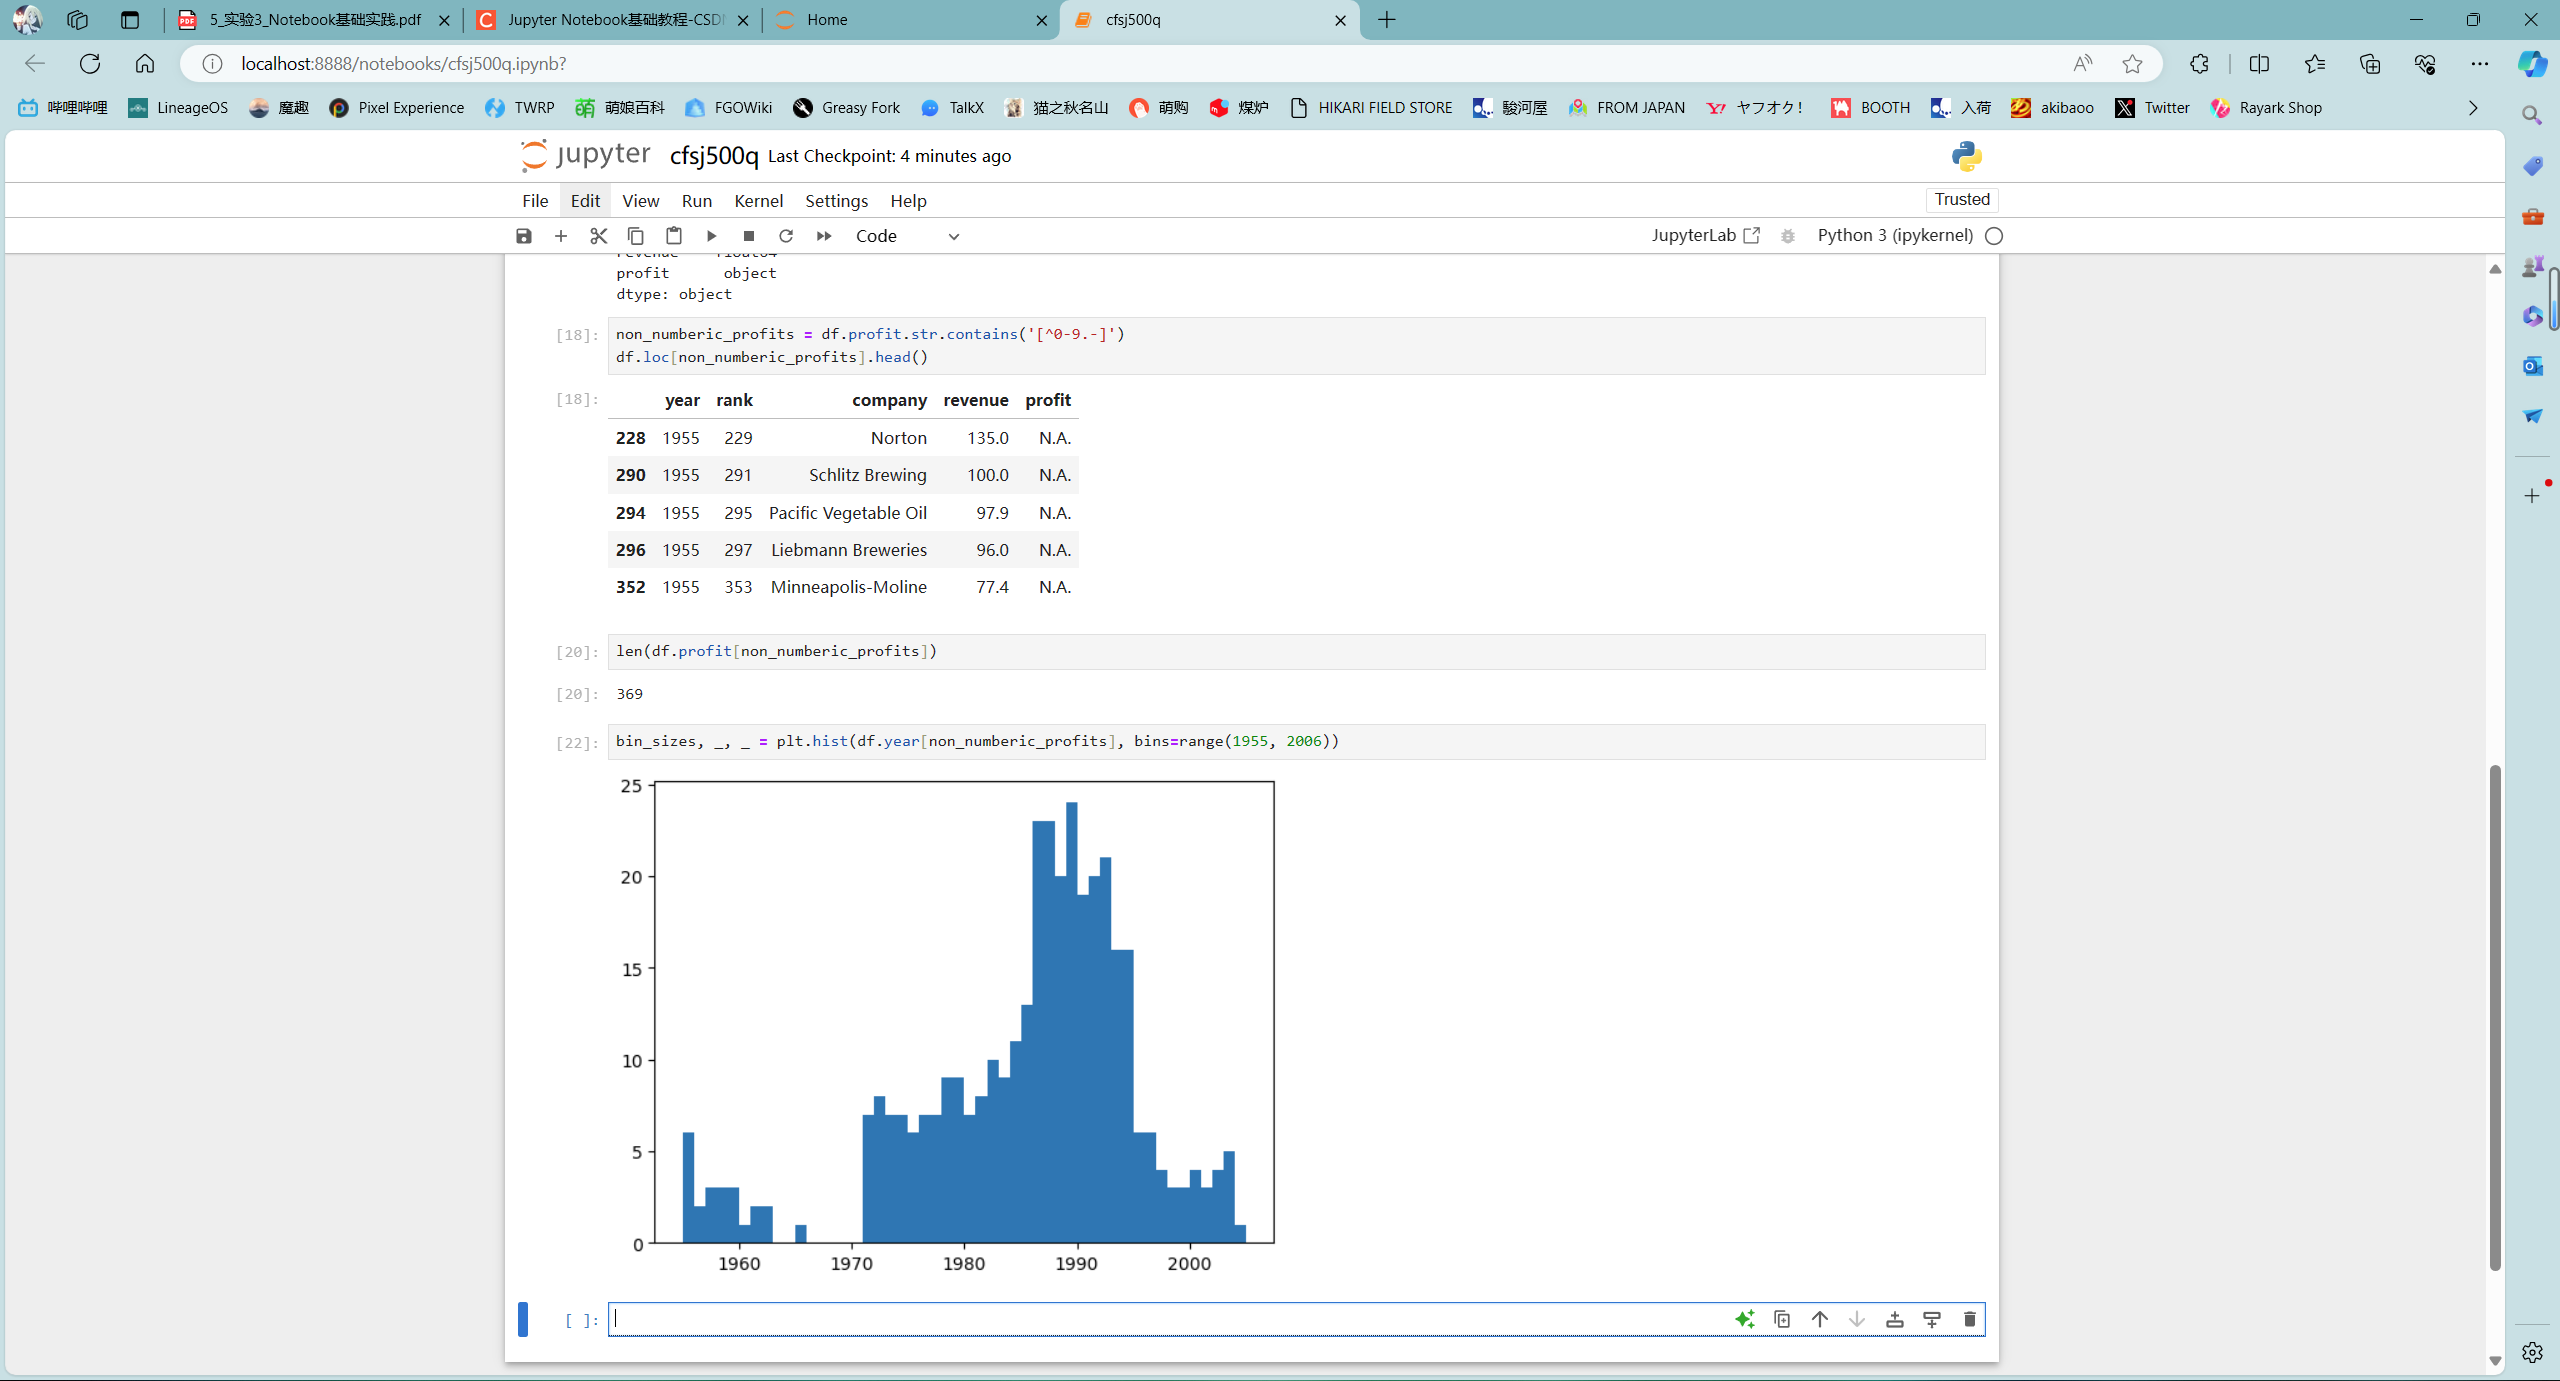 5_实验3_Notebook基础实践.pdf
Jupyter Notebook基础教程-CSD
Home
cfsj500q
localhost:8888/notebooks/cfsj500q.ipynb?
哔哩哔哩 LineageOS 魔趣 Pixel Experience TWRP 萌娘百科 FGOWiki Greasy Fork TalkX 猫之秋名山 萌购 煤炉 HIKARI FIELD STORE 駿河屋 FROM JAPAN ヤフオク! BOOTH 入荷 akibaoo Twitter Rayark Shop
jupyter cfsj500q Last Checkpoint: 4 minutes ago
File Edit View Run Kernel Settings Help Trusted
Code JupyterLab Python 3 (ipykernel)
revenue float64
profit object
dtype: object
[18]: non_numberic_profits = df.profit.str.contains('[^0-9.-]')
df.loc[non_numberic_profits].head()
[18]: year rank company revenue profit
228 1955 229 Norton 135.0 N.A.
290 1955 291 Schlitz Brewing 100.0 N.A.
294 1955 295 Pacific Vegetable Oil 97.9 N.A.
296 1955 297 Liebmann Breweries 96.0 N.A.
352 1955 353 Minneapolis-Moline 77.4 N.A.
[20]: len(df.profit[non_numberic_profits])
[20]: 369
[22]: bin_sizes, _, _ = plt.hist(df.year[non_numberic_profits], bins=range(1955, 2006))
25
20
15
10
5
0
1960 1970 1980 1990 2000
[ ]: